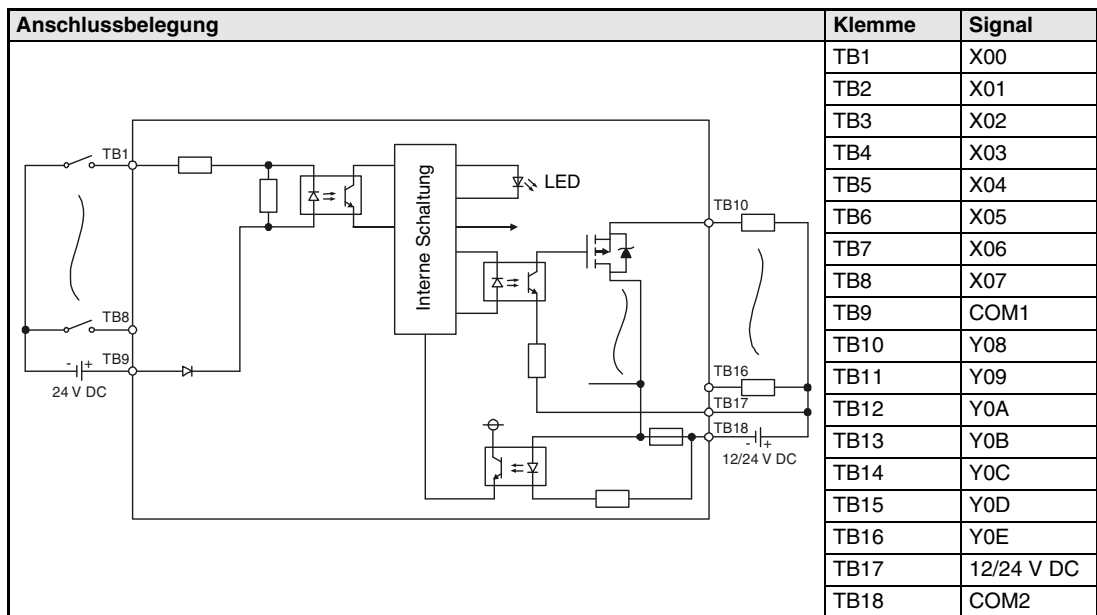 Anschlussbelegung Klemme Signal
TB1 X00
TB2 X01
TB3 X02
TB4 X03
TB5 X04
TB6 X05
TB7 X06
TB8 X07
TB9 COM1
TB10 Y08
TB11 Y09
TB12 Y0A
TB13 Y0B
TB14 Y0C
TB15 Y0D
TB16 Y0E
TB17 12/24 V DC
TB18 COM2
TB1
TB8
- +
TB9
24 V DC
Interne Schaltung
LED
TB10
TB16
TB17
TB18
- +
12/24 V DC